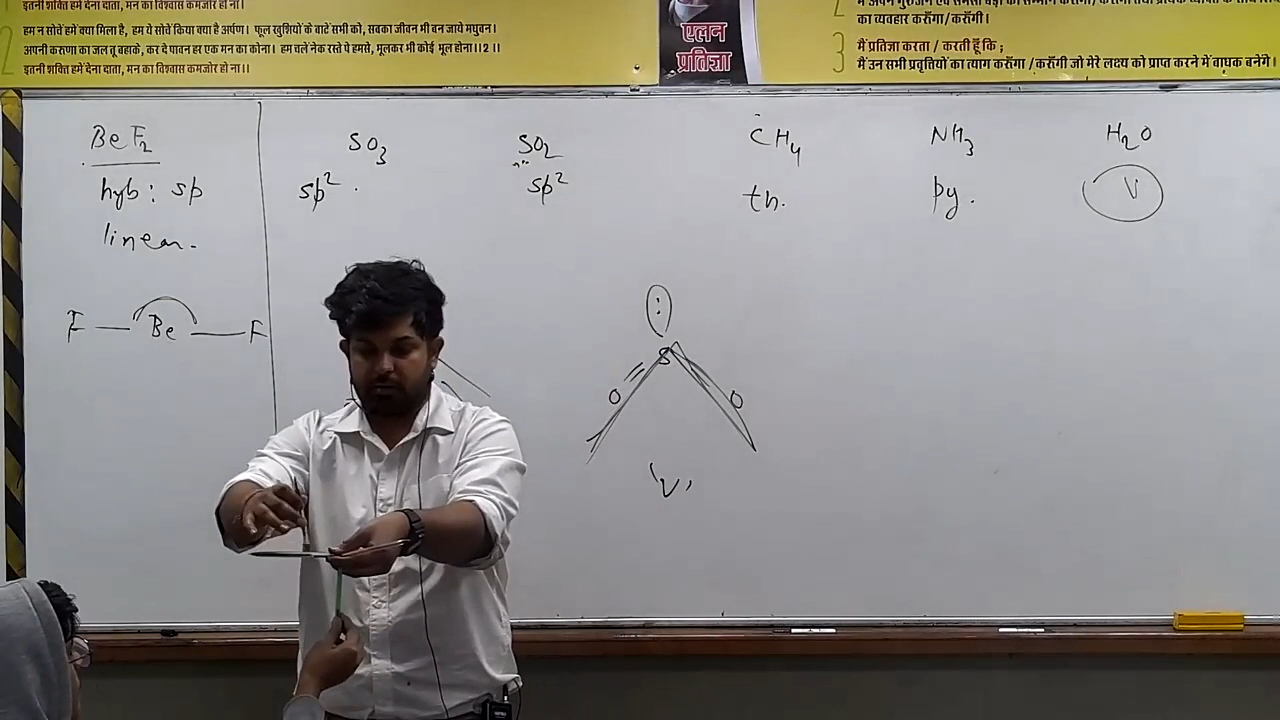 इतनी शक्ति हमें देना दाता, मन का विश्वास कमजोर हो ना।
हम न सोचें हमें क्या मिला है, हम ये सोचें किया क्या है अर्पण। फूल खुशियों के बाटें सभी को, सबका जीवन भी बन जाये मधुबन।
2 अपनी करुणा का जल तू बहाके, कर दे पावन हर एक मन का कोना। हम चलें नेक रस्ते पे हमसे, भूलकर भी कोई भूल होना।।2।।
इतनी शक्ति हमें देना दाता, मन का विश्वास कमजोर हो ना।।
एलन
प्रतिज्ञा
2
का व्यवहार करूँगा/करूँगी।
3 मैं प्रतिज्ञा करता / करती हूँ कि ;
मैं उन सभी प्रवृत्तियों का त्याग करूँगा /करूँगी जो मेरे लक्ष्य को प्राप्त करने में बाधक बनेंगे।
BeF2
hyb: sp
linear.
F — Be — F
SO3
sp²
SO2
sp²
CH4
th.
NH3
py.
H2O
V
:
S
O O
'V'